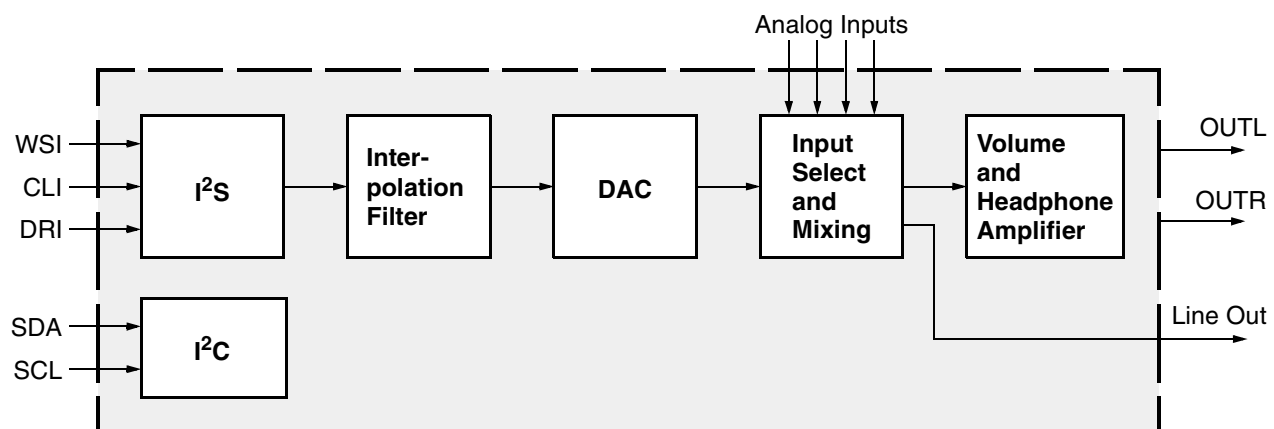 Analog Inputs
WSI
CLI
DRI
I²S
Inter-
polation
Filter
DAC
Input
Select
and
Mixing
Volume
and
Headphone
Amplifier
OUTL
OUTR
SDA
SCL
I²C
Line Out